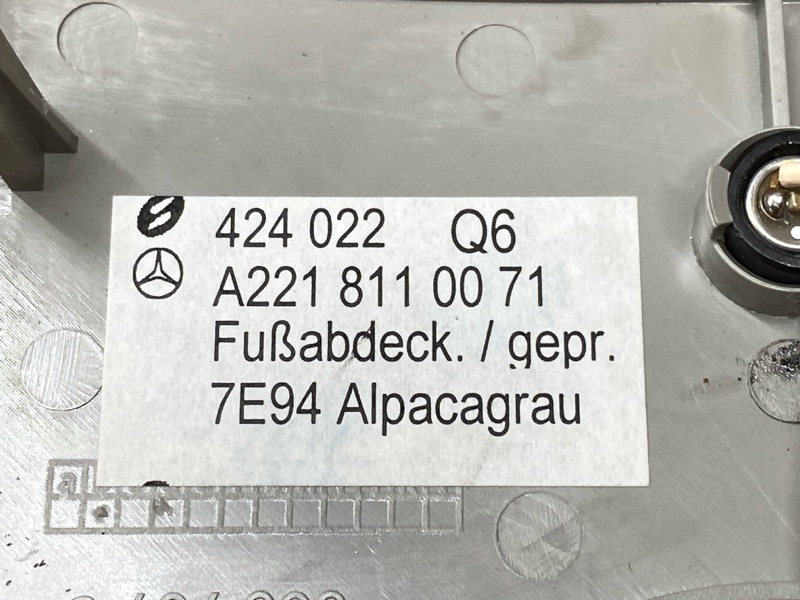 424 022 Q6
A221 811 00 71
Fußabdeck. / gepr.
7E94 Alpacagrau
a